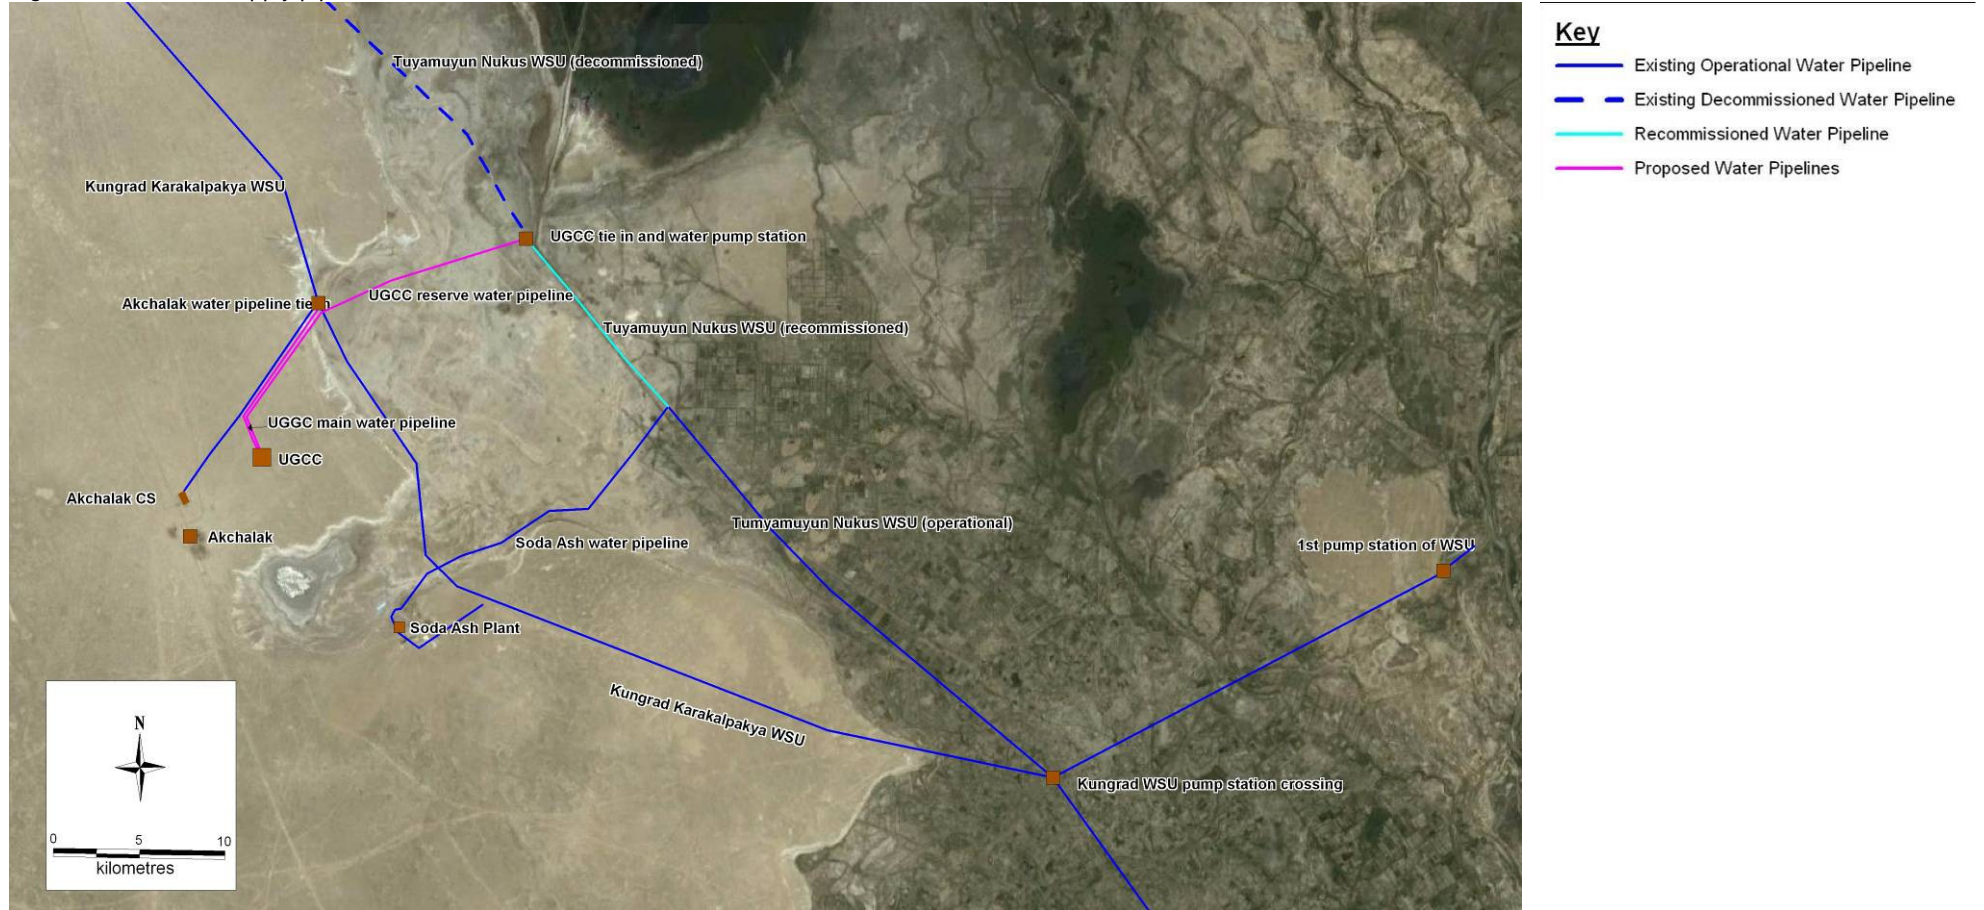 Key
Existing Operational Water Pipeline
Existing Decommissioned Water Pipeline
Recommissioned Water Pipeline
Proposed Water Pipelines
Tuyamuyun Nukus WSU (decommissioned)
Kungrad Karakalpakya WSU
UGCC tie in and water pump station
Akchalak water pipeline tie in
UGCC reserve water pipeline
Tuyamuyun Nukus WSU (recommissioned)
UGGC main water pipeline
UGCC
Akchalak CS
Akchalak
Tumyamuyun Nukus WSU (operational)
Soda Ash water pipeline
1st pump station of WSU
Soda Ash Plant
Kungrad Karakalpakya WSU
Kungrad WSU pump station crossing
N
0 5 10
kilometres